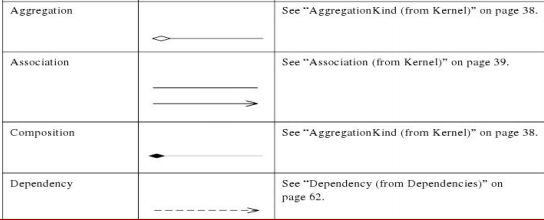 Aggregation
See “AggregationKind (from Kernel)” on page 38.
Association
See “Association (from Kernel)” on page 39.
Composition
See “AggregationKind (from Kernel)” on page 38.
Dependency
See “Dependency (from Dependencies)” on
page 62.